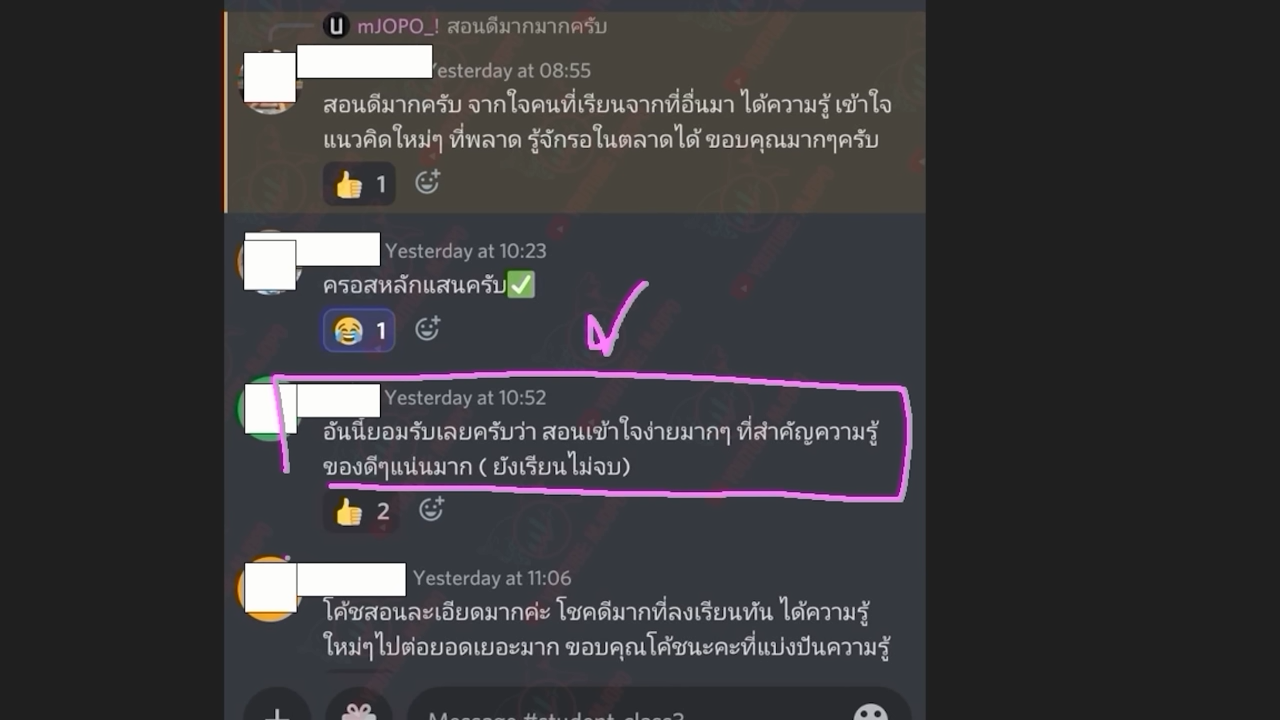 U mJOPO_! สอนดีมากมากครับ
Yesterday at 08:55
สอนดีมากครับ จากใจคนที่เรียนจากที่อื่นมา ได้ความรู้ เข้าใจ
แนวคิดใหม่ๆ ที่พลาด รู้จักรอในตลาดได้ ขอบคุณมากๆครับ
1
Yesterday at 10:23
ครอสหลักแสนครับ✅
1
Yesterday at 10:52
อันนี้ยอมรับเลยครับว่า สอนเข้าใจง่ายมากๆ ที่สำคัญความรู้
ของดีๆแน่นมาก ( ยังเรียนไม่จบ)
2
Yesterday at 11:06
โค้ชสอนละเอียดมากค่ะ โชคดีมากที่ลงเรียนทัน ได้ความรู้
ใหม่ๆไปต่อยอดเยอะมาก ขอบคุณโค้ชนะคะที่แบ่งปันความรู้
Message #student-class3